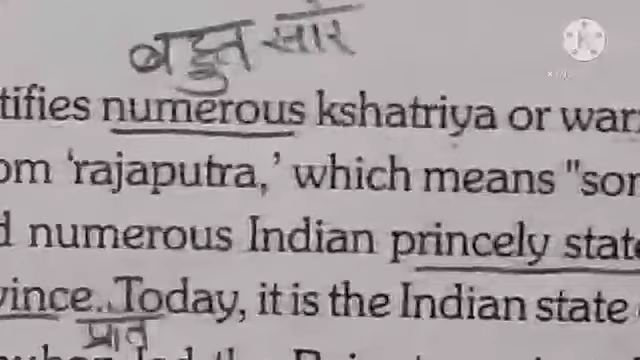 बहुत सारे
tifies numerous kshatriya or war
om 'rajaputra,' which means "son
d numerous Indian princely state
vince. Today, it is the Indian state
प्रांत